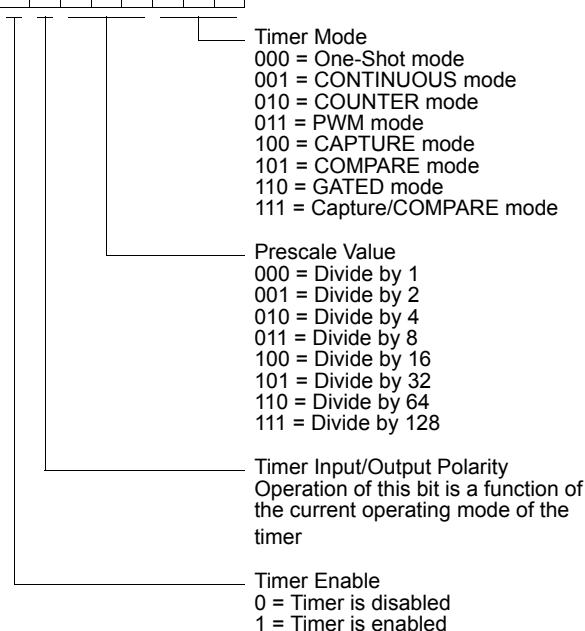 Timer Mode
000 = One-Shot mode
001 = CONTINUOUS mode
010 = COUNTER mode
011 = PWM mode
100 = CAPTURE mode
101 = COMPARE mode
110 = GATED mode
111 = Capture/COMPARE mode
Prescale Value
000 = Divide by 1
001 = Divide by 2
010 = Divide by 4
011 = Divide by 8
100 = Divide by 16
101 = Divide by 32
110 = Divide by 64
111 = Divide by 128
Timer Input/Output Polarity
Operation of this bit is a function of
the current operating mode of the
timer
Timer Enable
0 = Timer is disabled
1 = Timer is enabled